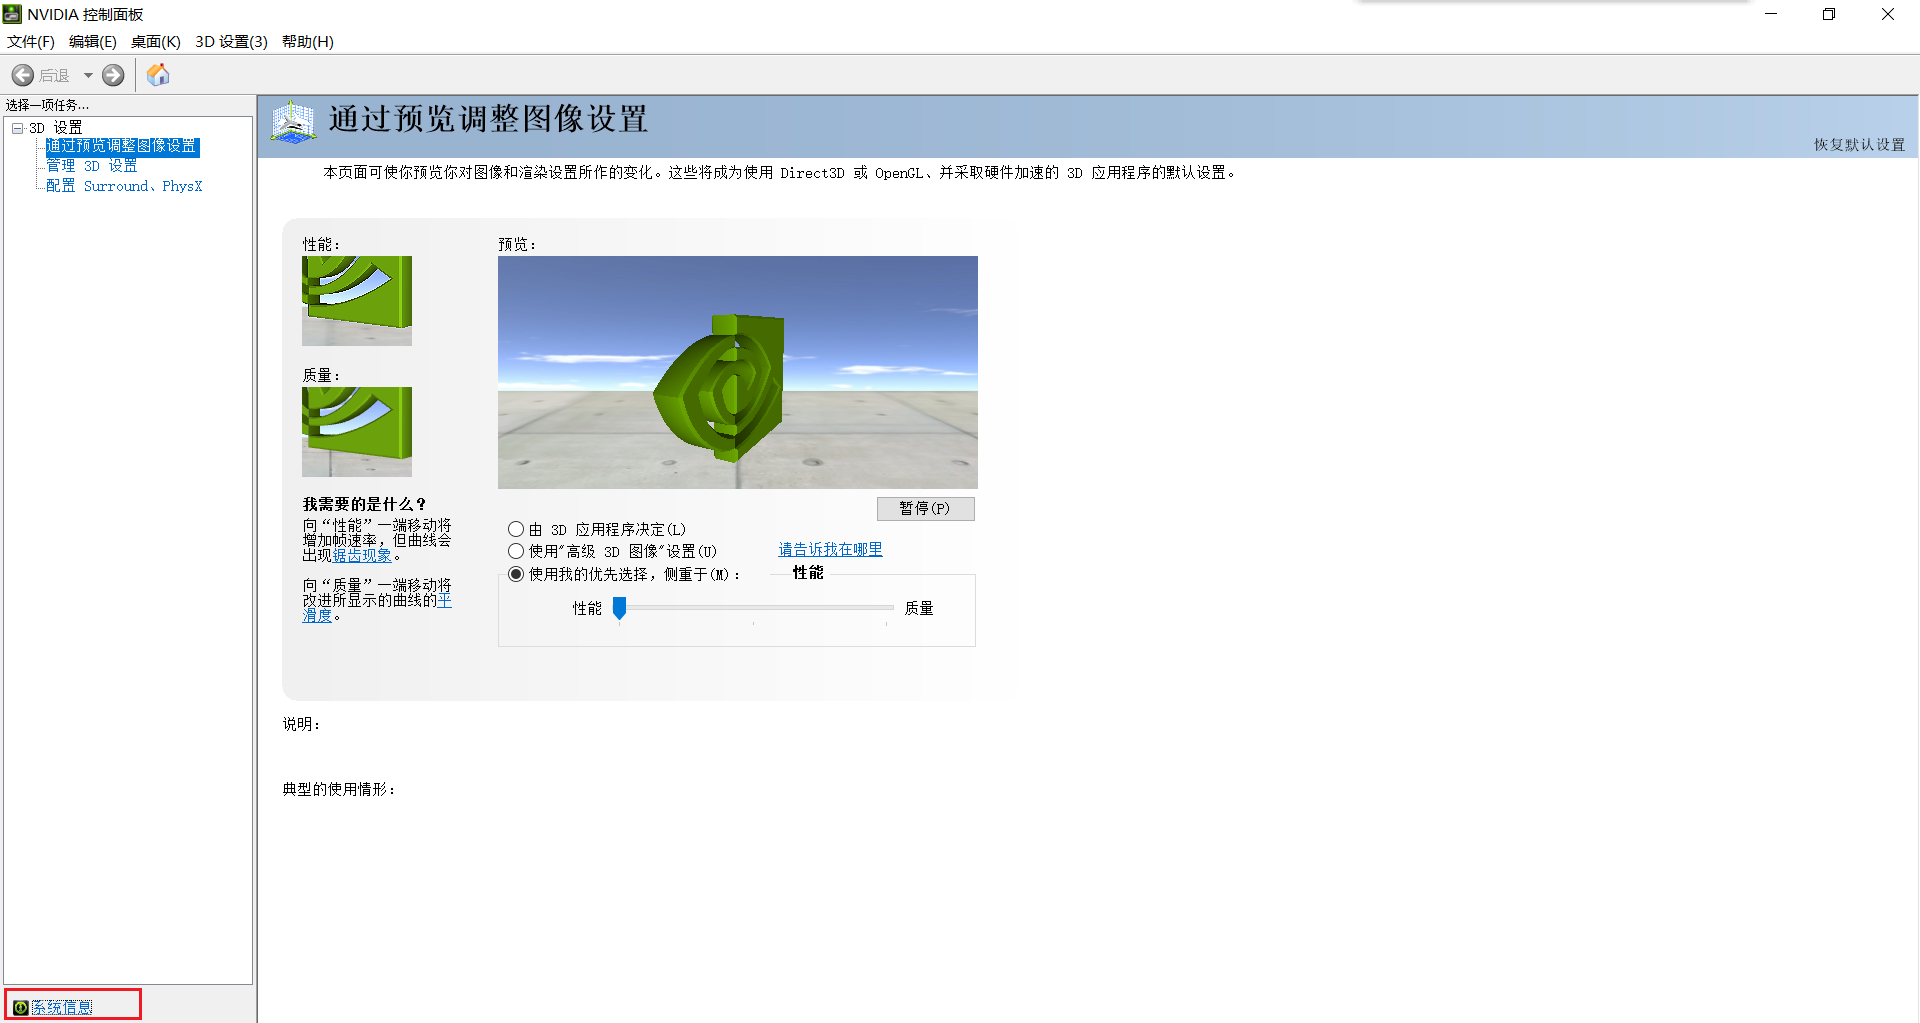 NVIDIA 控制面板
文件(F) 编辑(E) 桌面(K) 3D 设置(3) 帮助(H)
后退
选择一项任务...
3D 设置
通过预览调整图像设置
管理 3D 设置
配置 Surround、PhysX
系统信息
通过预览调整图像设置
恢复默认设置
本页面可使你预览你对图像和渲染设置所作的变化。这些将成为使用 Direct3D 或 OpenGL、并采取硬件加速的 3D 应用程序的默认设置。
性能：
质量：
我需要的是什么？
向“性能”一端移动将
增加帧速率，但曲线会
出现锯齿现象。
向“质量”一端移动将
改进所显示的曲线的平
滑度。
预览：
暂停(P)
由 3D 应用程序决定(L)
使用"高级 3D 图像"设置(U) 请告诉我在哪里
使用我的优先选择，侧重于(M)： 性能
性能 质量
说明：
典型的使用情形：